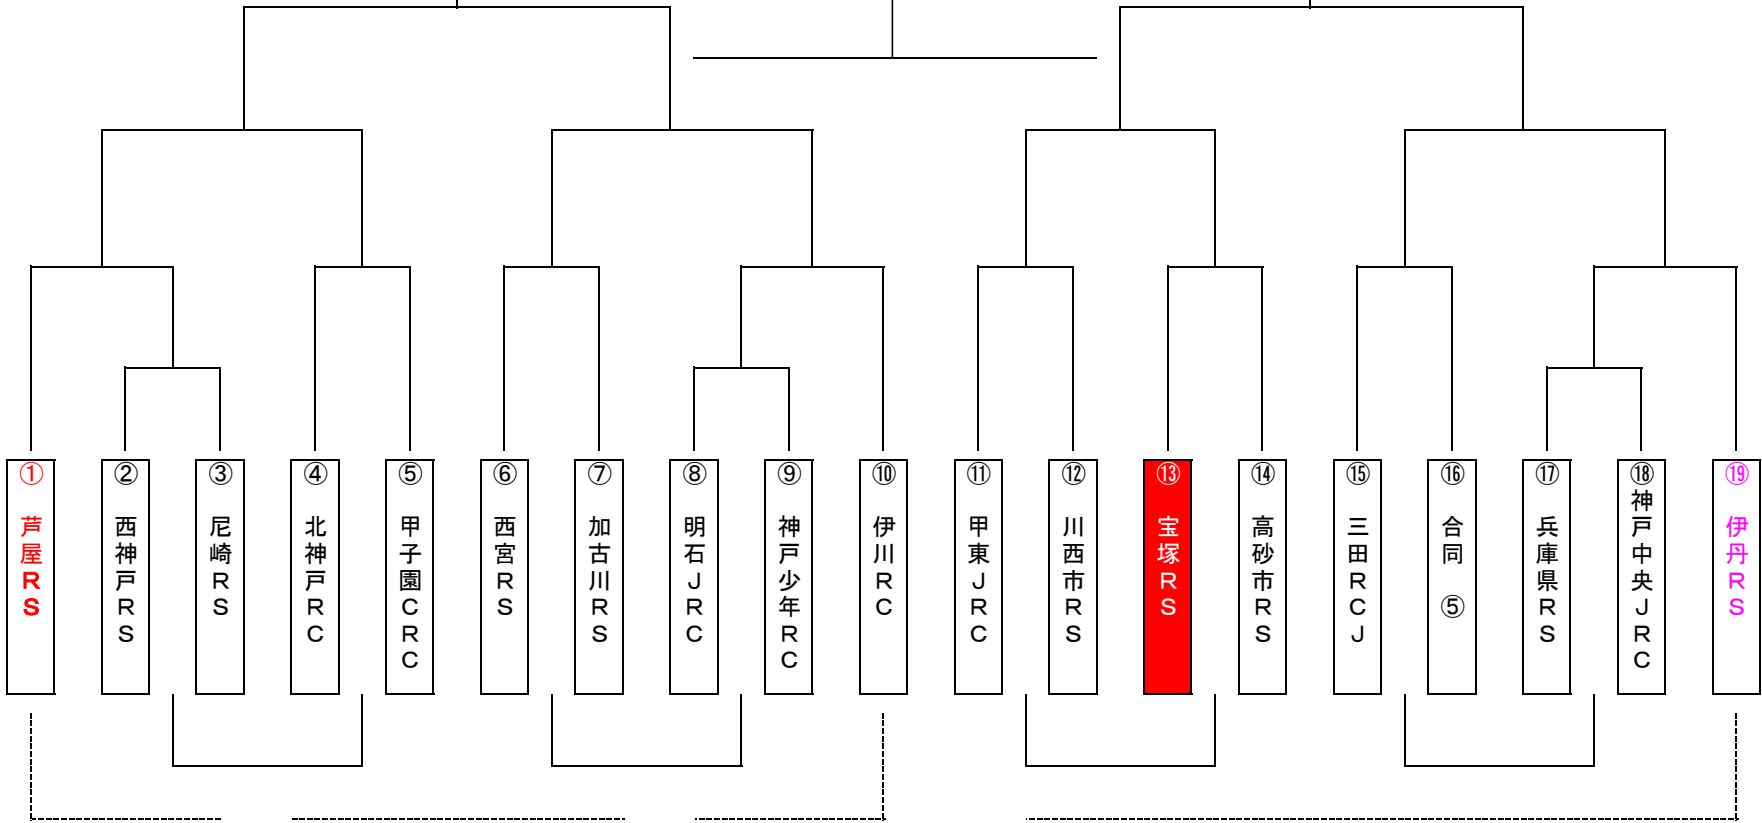 ① 芦屋RS
② 西神戸RS
③ 尼崎RS
④ 北神戸RC
⑤ 甲子園CRC
⑥ 西宮RS
⑦ 加古川RS
⑧ 明石JRC
⑨ 神戸少年RC
⑩ 伊川RC
⑪ 甲東JRC
⑫ 川西市RS
⑬ 宝塚RS
⑭ 高砂市RS
⑮ 三田RCJ
⑯ 合同 ⑤
⑰ 兵庫県RS
⑱ 神戸中央JRC
⑲ 伊丹RS